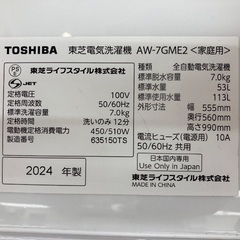 TOSHIBA 東芝電気洗濯機 AW-7GME2 <家庭用>
PS E
JET
東芝ライフスタイル株式会社
定格電圧 100V
定格周波数 50/60Hz
標準洗濯容量 7.0kg
定格時間 洗いのみ 12分
定格消費電力 450/510W
製造番号 635150TS
種類 全自動電気洗濯機
標準脱水容量 7.0kg
標準水量 53L
標準使用水量 113L
外形寸法 幅 555mm
奥行560mm
高さ990mm
電流ヒューズ(電源用) 10A
50/60Hz 共用
2024 年製
日本国内専用
Use only in Japan
東芝ライフスタイル株式会社
MADE IN CHINA